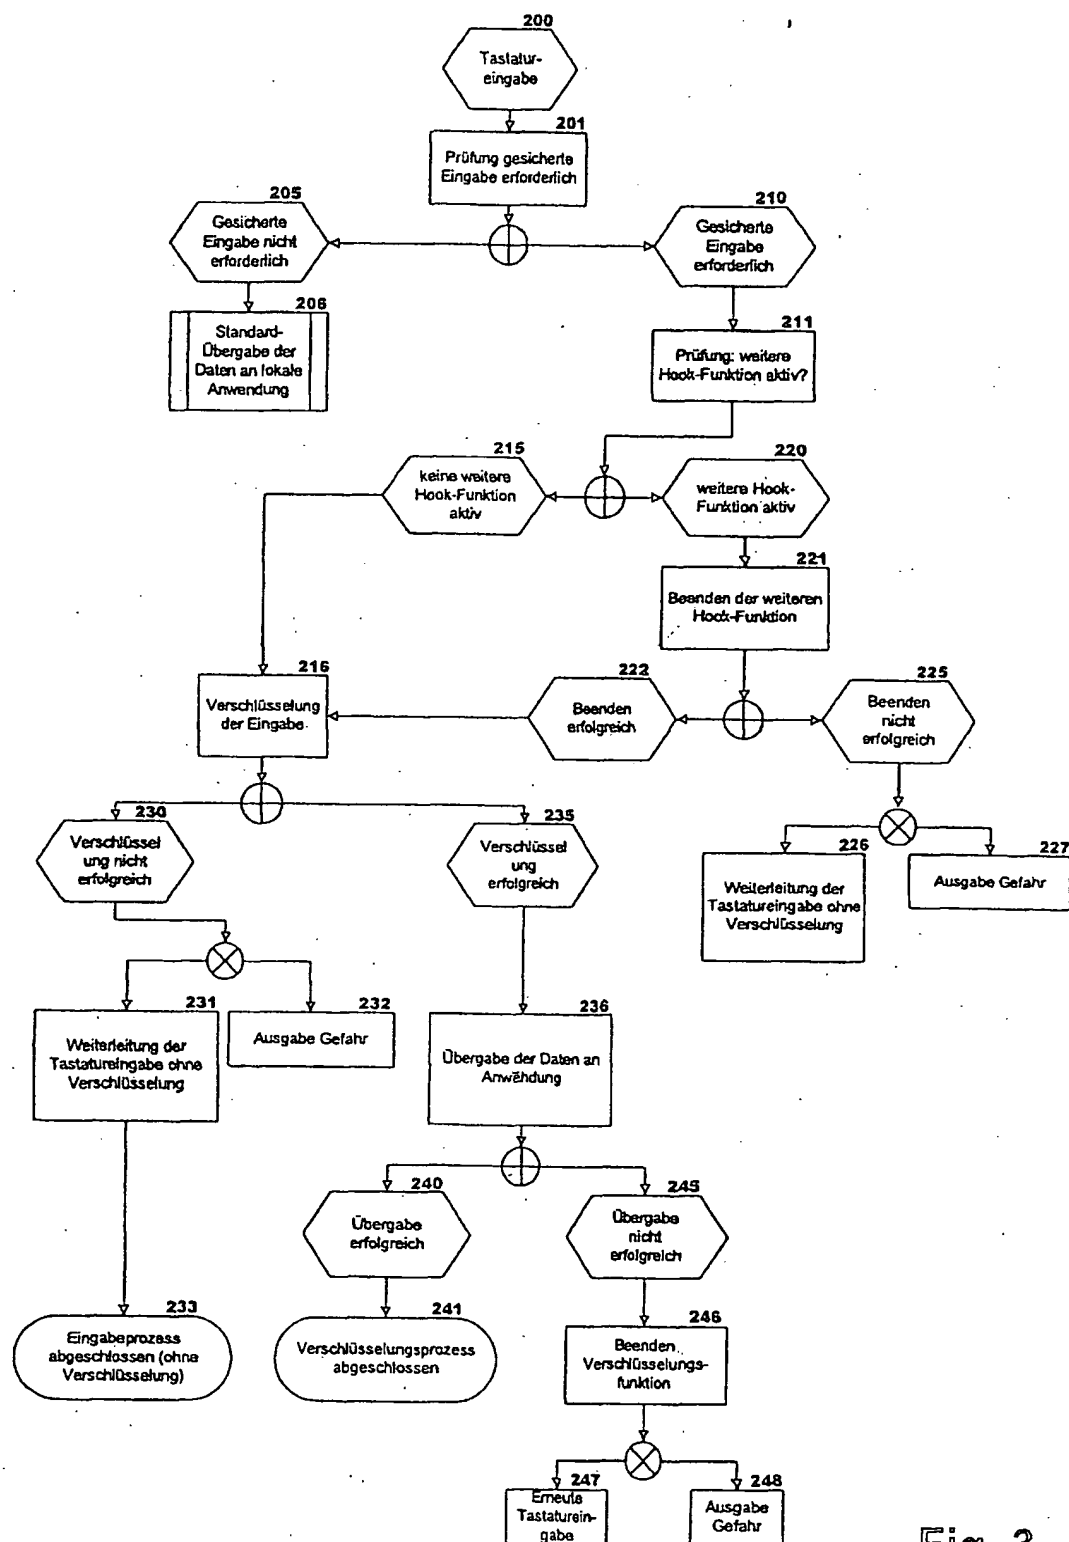 200
Tastatur-
eingabe
201
Prüfung gesicherte
Eingabe erforderlich
205
Gesicherte
Eingabe nicht
erforderlich
210
Gesicherte
Eingabe
erforderlich
206
Standard-
Übergabe der
Daten an lokale
Anwendung
211
Prüfung: weitere
Hook-Funktion aktiv?
215
keine weitere
Hook-Funktion
aktiv
220
weitere Hook-
Funktion aktiv
221
Beenden der weiteren
Hook-Funktion
216
Verschlüsselung
der Eingabe
222
Beenden
erfolgreich
225
Beenden
nicht
erfolgreich
230
Verschlüssel
ung nicht
erfolgreich
235
Verschlüssel
ung
erfolgreich
226
Weiterleitung der
Tastatureingabe ohne
Verschlüsselung
227
Ausgabe Gefahr
231
Weiterleitung der
Tastatureingabe ohne
Verschlüsselung
232
Ausgabe Gefahr
236
Übergabe der Daten an
Anwendung
240
Übergabe
erfolgreich
245
Übergabe
nicht
erfolgreich
233
Eingabeprozess
abgeschlossen (ohne
Verschlüsselung)
241
Verschlüsselungsprozess
abgeschlossen
246
Beenden
Verschlüsselungs-
funktion
247
Erneute
Tastaturein-
gabe
248
Ausgabe
Gefahr